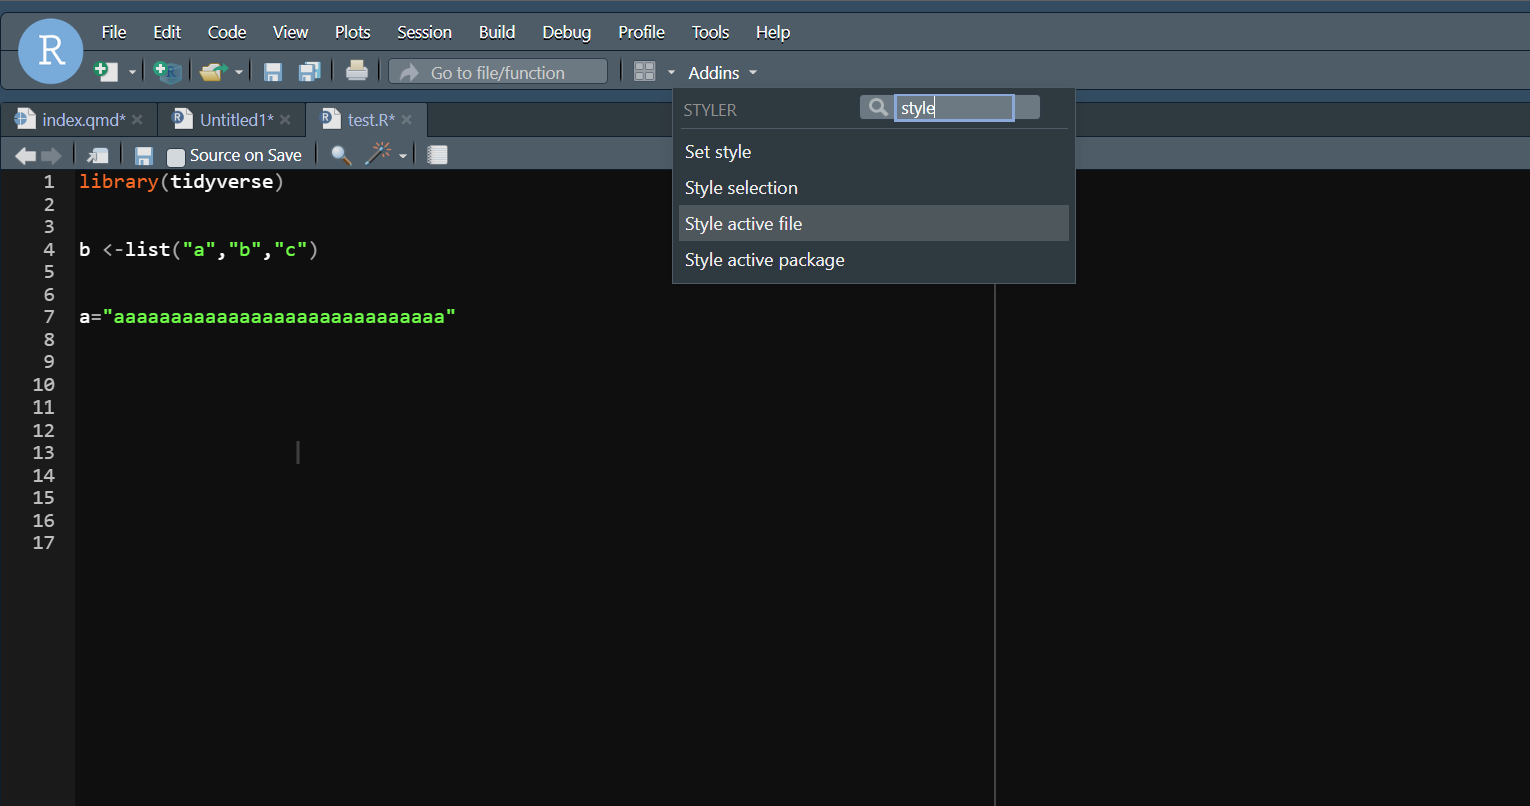 R
File Edit Code View Plots Session Build Debug Profile Tools Help
Go to file/function Addins
index.qmd* Untitled1* test.R*
STYLER style
Source on Save
Set style
Style selection
Style active file
Style active package
1 library(tidyverse)
2
3
4 b <-list("a","b","c")
5
6
7 a="aaaaaaaaaaaaaaaaaaaaaaaaaaaaa"
8
9
10
11
12
13
14
15
16
17